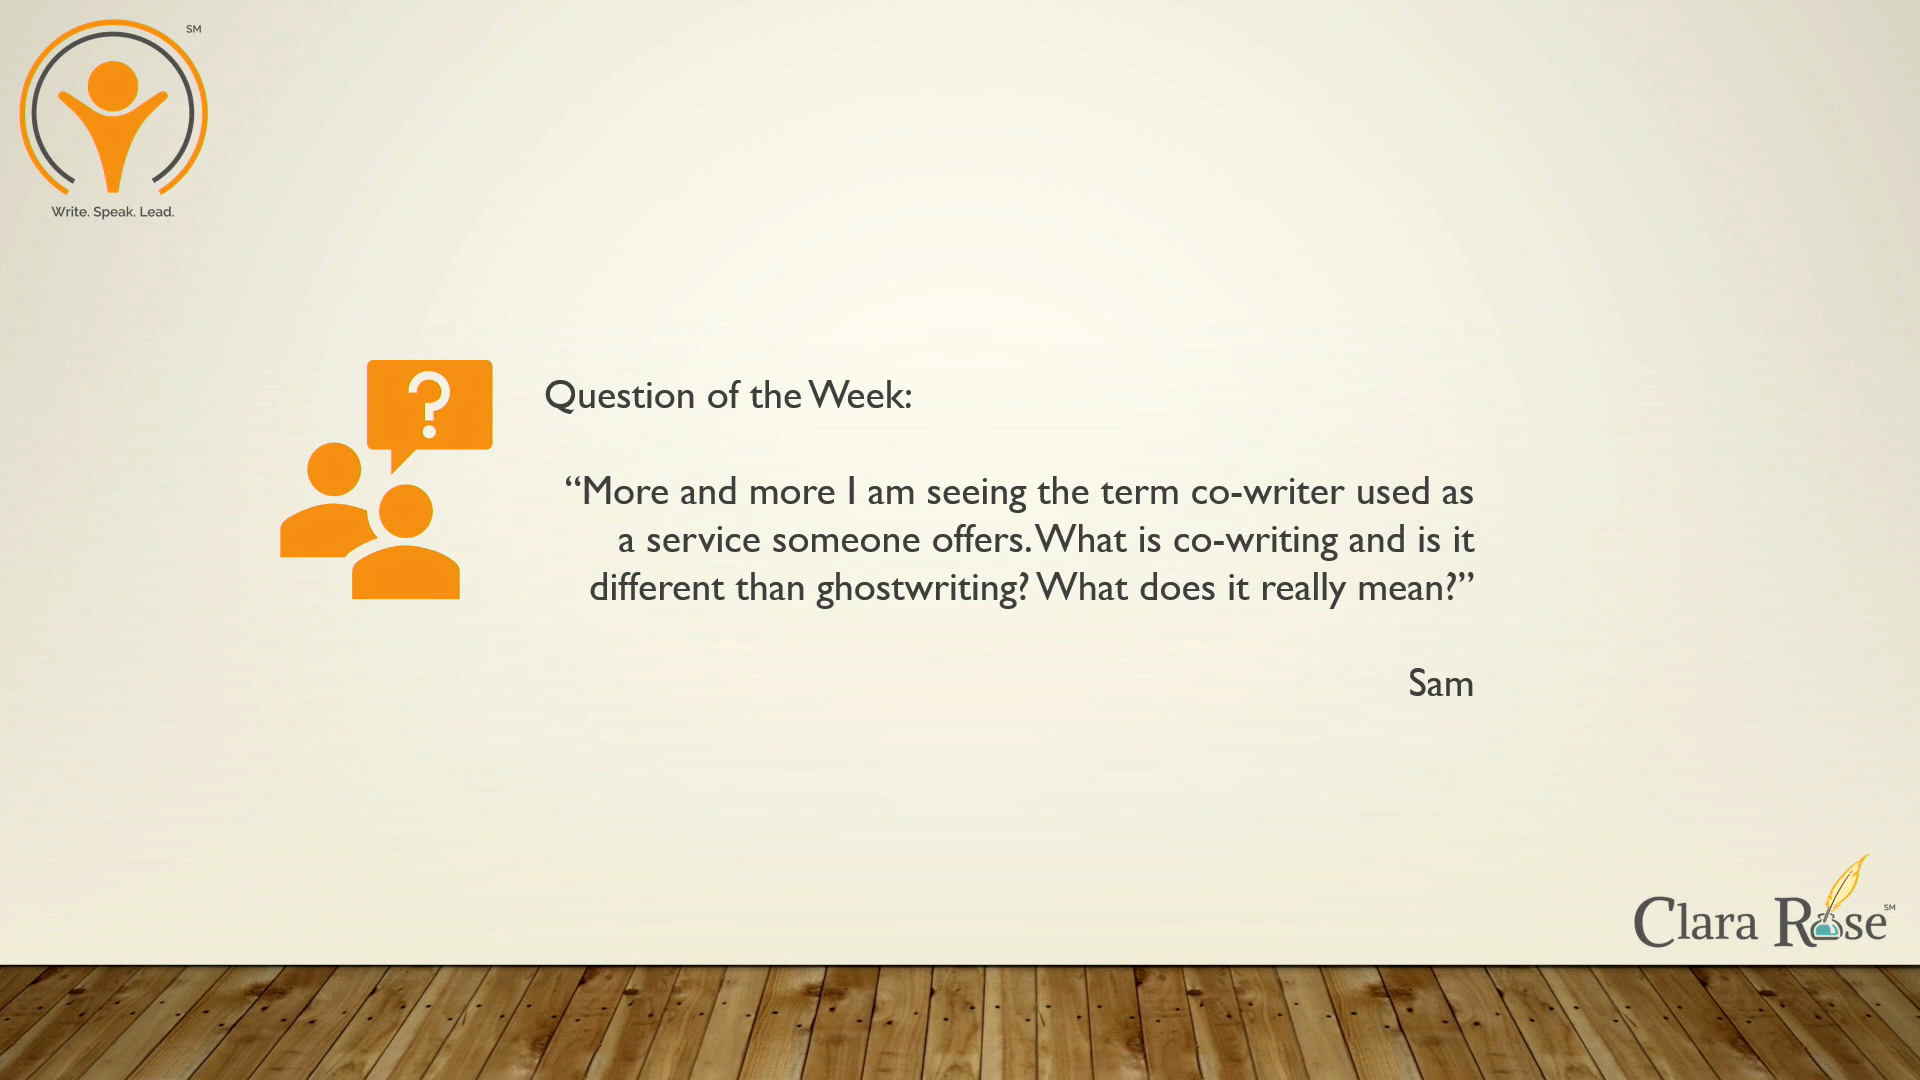 SM
Write. Speak. Lead.
?
Question of the Week:
“More and more I am seeing the term co-writer used as
a service someone offers. What is co-writing and is it
different than ghostwriting? What does it really mean?”
Sam
Clara Rose SM